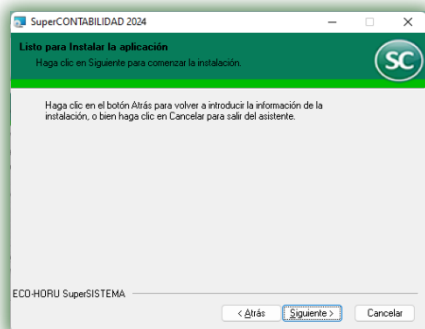 SuperCONTABILIDAD 2024
Listo para Instalar la aplicación
Haga clic en Siguiente para comenzar la instalación.
SC
Haga clic en el botón Atrás para volver a introducir la información de la
instalación, o bien haga clic en Cancelar para salir del asistente.
ECO-HORU SuperSISTEMA
< Atrás
Siguiente >
Cancelar